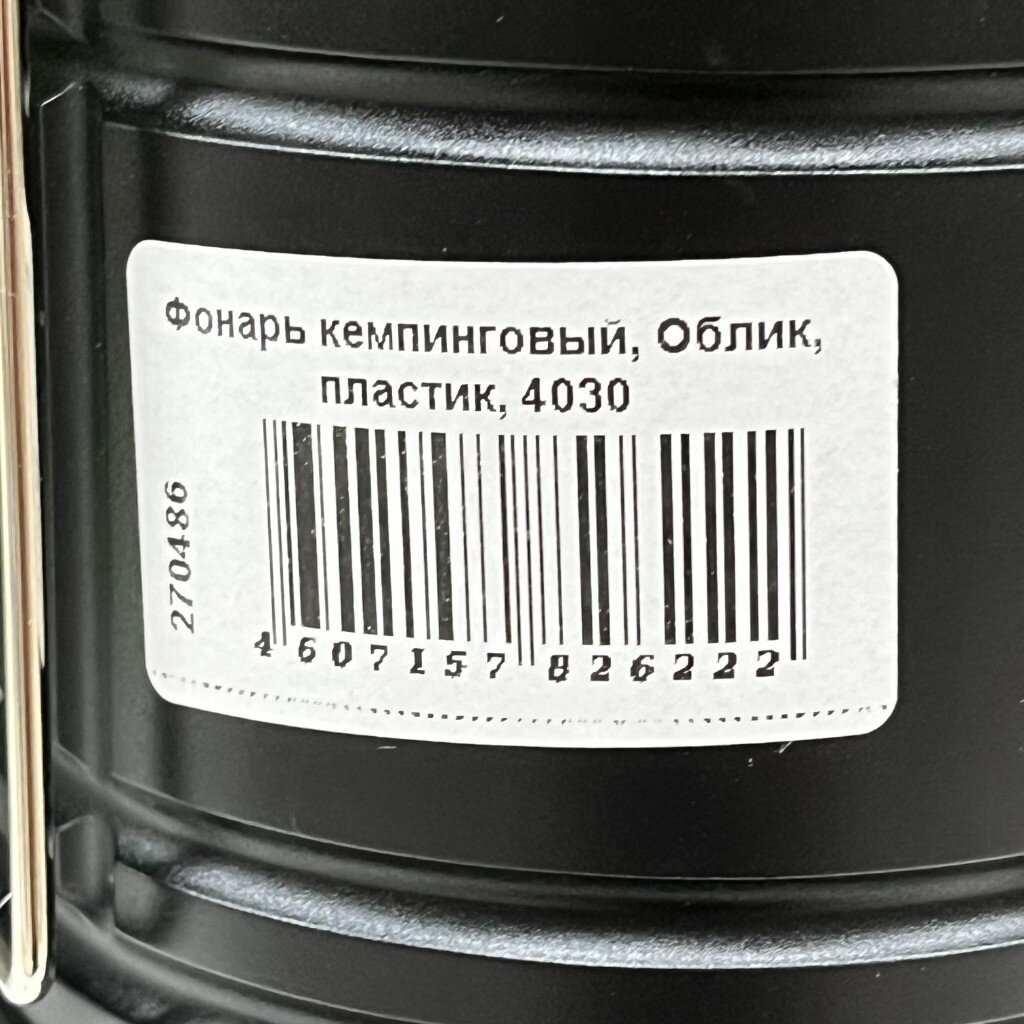 Фонарь кемпинговый, Облик,
пластик, 4030
270486
4 607157 826222